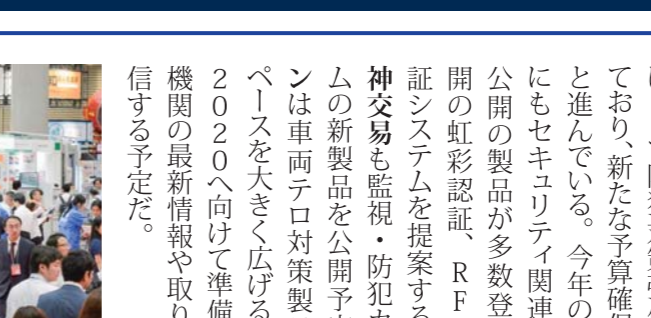 ており、新たな予算確保
と進んでいる。今年の
にもセキュリティ関連
公開の製品が多数登
開の虹彩認証、RF
証システムを提案する
神交易も監視・防犯カ
ムの新製品を公開予定
ンは車両テロ対策製
ペースを大きく広げる
2020へ向けて準備
機関の最新情報や取り
信する予定だ。